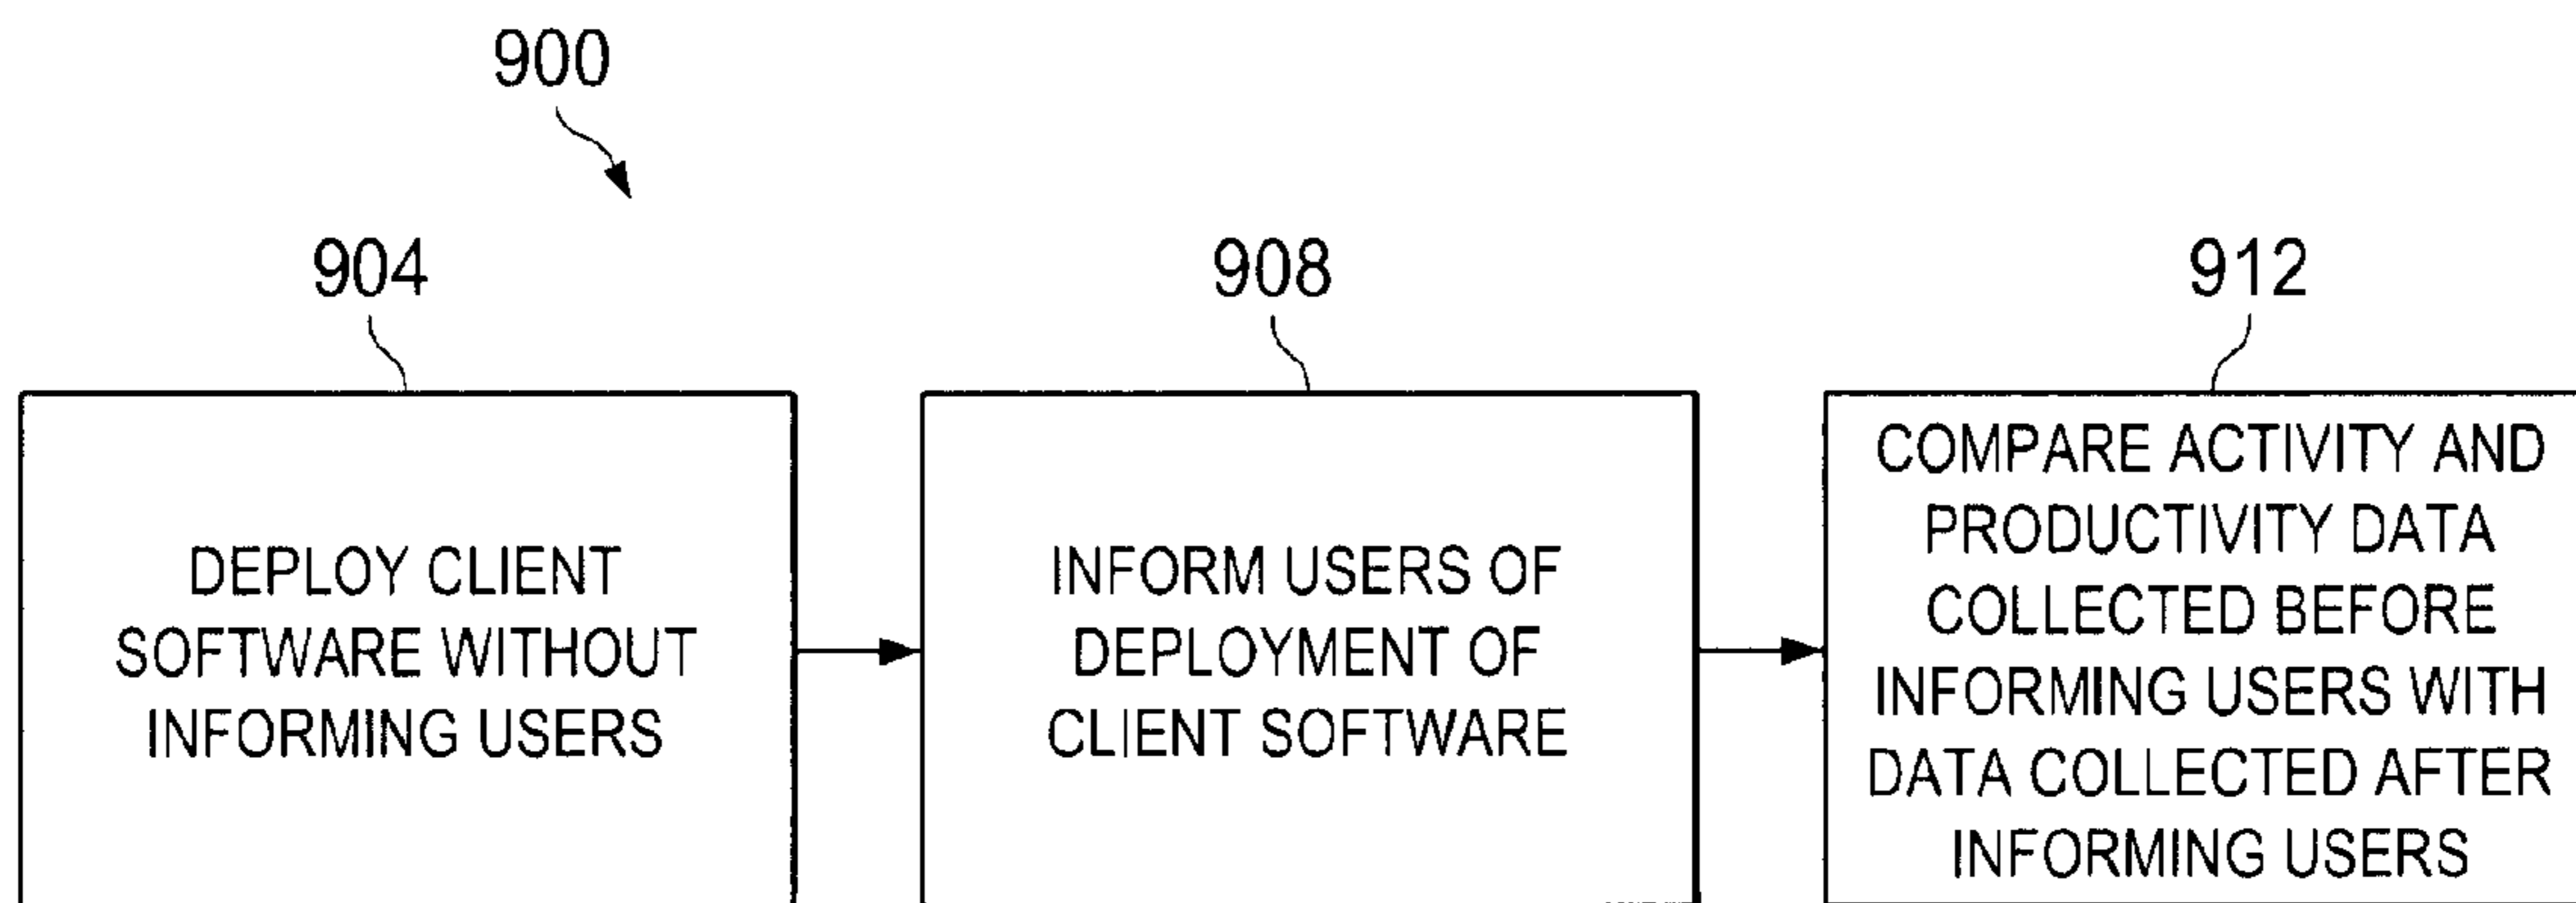 900
904
908
912
DEPLOY CLIENT
SOFTWARE WITHOUT
INFORMING USERS
INFORM USERS OF
DEPLOYMENT OF
CLIENT SOFTWARE
COMPARE ACTIVITY AND
PRODUCTIVITY DATA
COLLECTED BEFORE
INFORMING USERS WITH
DATA COLLECTED AFTER
INFORMING USERS